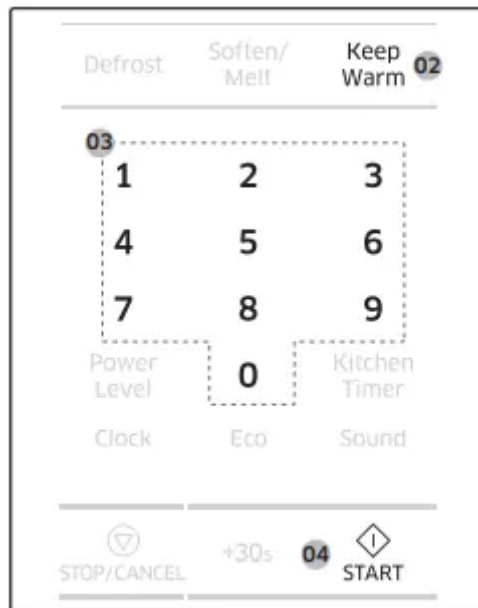 Defrost Soften/ Keep
Melt Warm 02
03
1 2 3
4 5 6
7 8 9
Power 0 Kitchen
Level Timer
Clock Eco Sound
+30s 04
STOP/CANCEL START